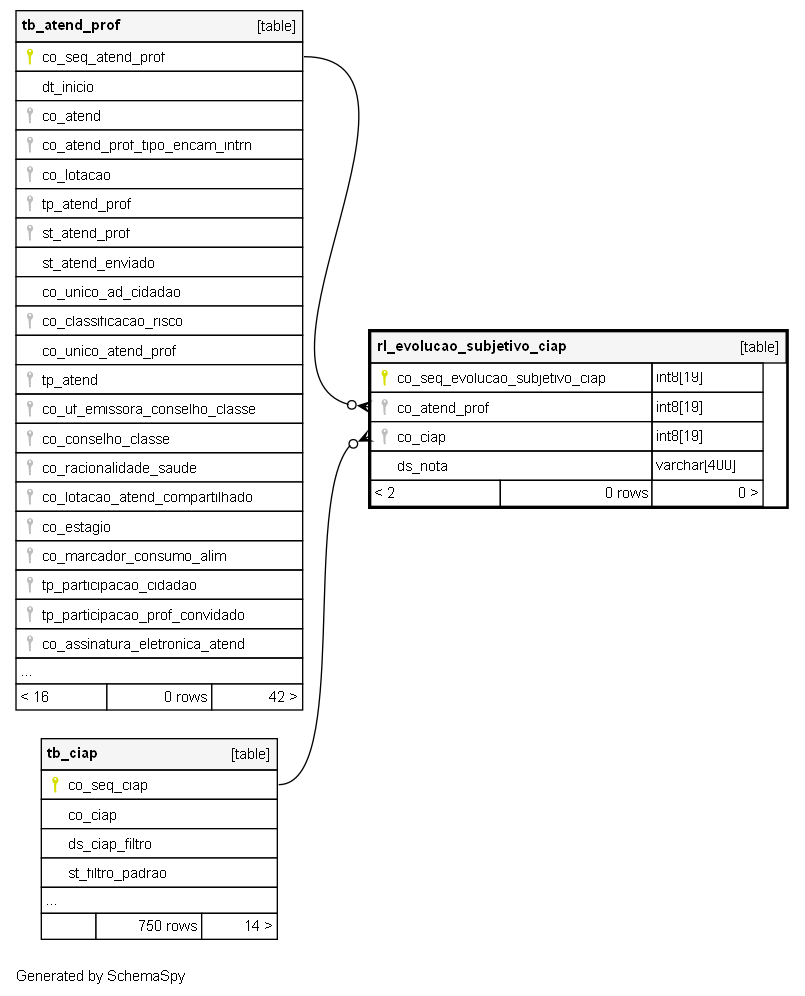 tb_atend_prof [table]
co_seq_atend_prof
dt_inicio
co_atend
co_atend_prof_tipo_encam_intrn
co_lotacao
tp_atend_prof
st_atend_prof
st_atend_enviado
co_unico_ad_cidadao
co_classificacao_risco
co_unico_atend_prof
tp_atend
co_uf_emissora_conselho_classe
co_conselho_classe
co_racionalidade_saude
co_lotacao_atend_compartilhado
co_estagio
co_marcador_consumo_alim
tp_participacao_cidadao
tp_participacao_prof_convidado
co_assinatura_eletronica_atend
...
< 16 0 rows 42 >
rl_evolucao_subjetivo_ciap [table]
co_seq_evolucao_subjetivo_ciap int8[19]
co_atend_prof int8[19]
co_ciap int8[19]
ds_nota varchar[400]
< 2 0 rows 0 >
tb_ciap [table]
co_seq_ciap
co_ciap
ds_ciap_filtro
st_filtro_padrao
...
750 rows 14 >
Generated by SchemaSpy